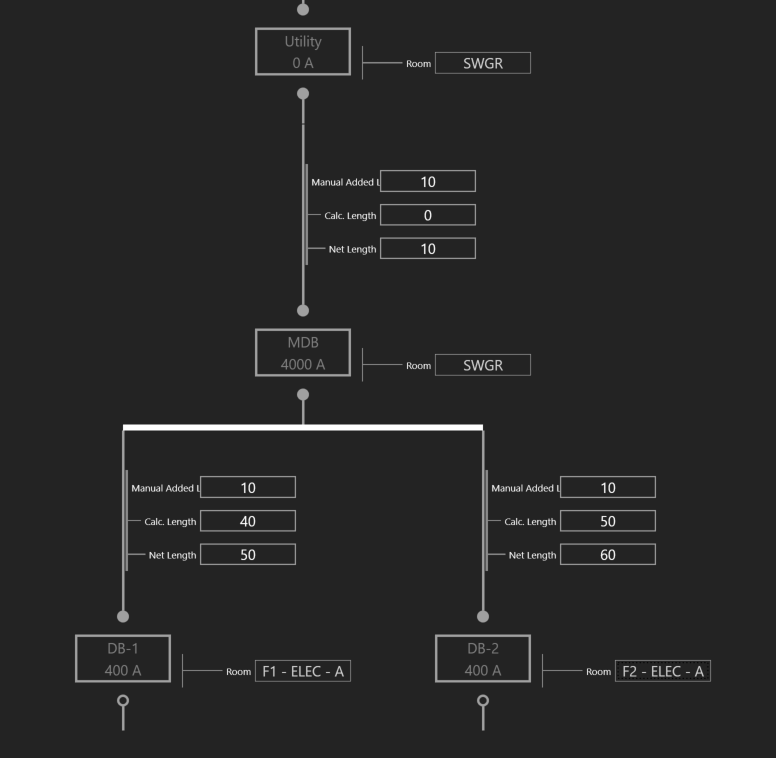 Utility
0 A
Room SWGR
Manual Added L 10
Calc. Length 0
Net Length 10
MDB
4000 A
Room SWGR
Manual Added L 10
Calc. Length 40
Net Length 50
Manual Added L 10
Calc. Length 50
Net Length 60
DB-1
400 A
Room F1 - ELEC - A
DB-2
400 A
Room F2 - ELEC - A